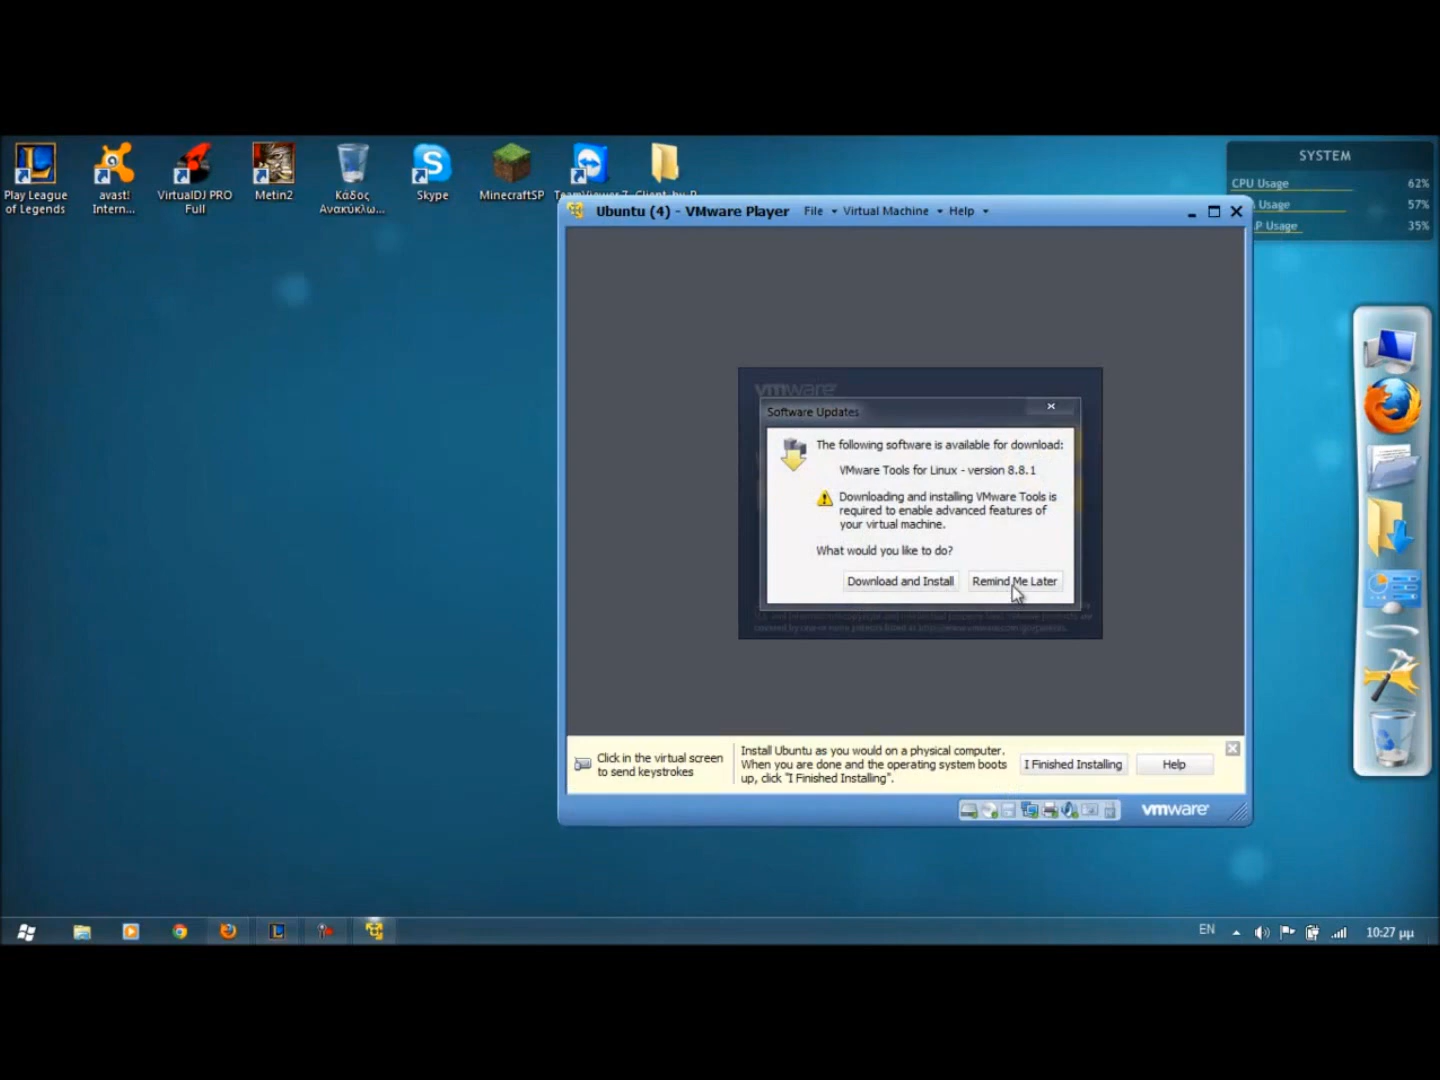 Play League
of Legends
avast!
Intern...
VirtualDJ PRO
Full
Metin2
Κάδος
Ανακύκλω...
Skype
MinecraftSP
SYSTEM
CPU Usage 62%
Usage 57%
P Usage 35%
Ubuntu (4) - VMware Player File Virtual Machine Help
vmware
Software Updates
The following software is available for download:
VMware Tools for Linux - version 8.8.1
Downloading and installing VMware Tools is
required to enable advanced features of
your virtual machine.
What would you like to do?
Download and Install Remind Me Later
Click in the virtual screen
to send keystrokes
Install Ubuntu as you would on a physical computer.
When you are done and the operating system boots
up, click "I Finished Installing".
I Finished Installing Help
vmware
EN 10:27 μμ